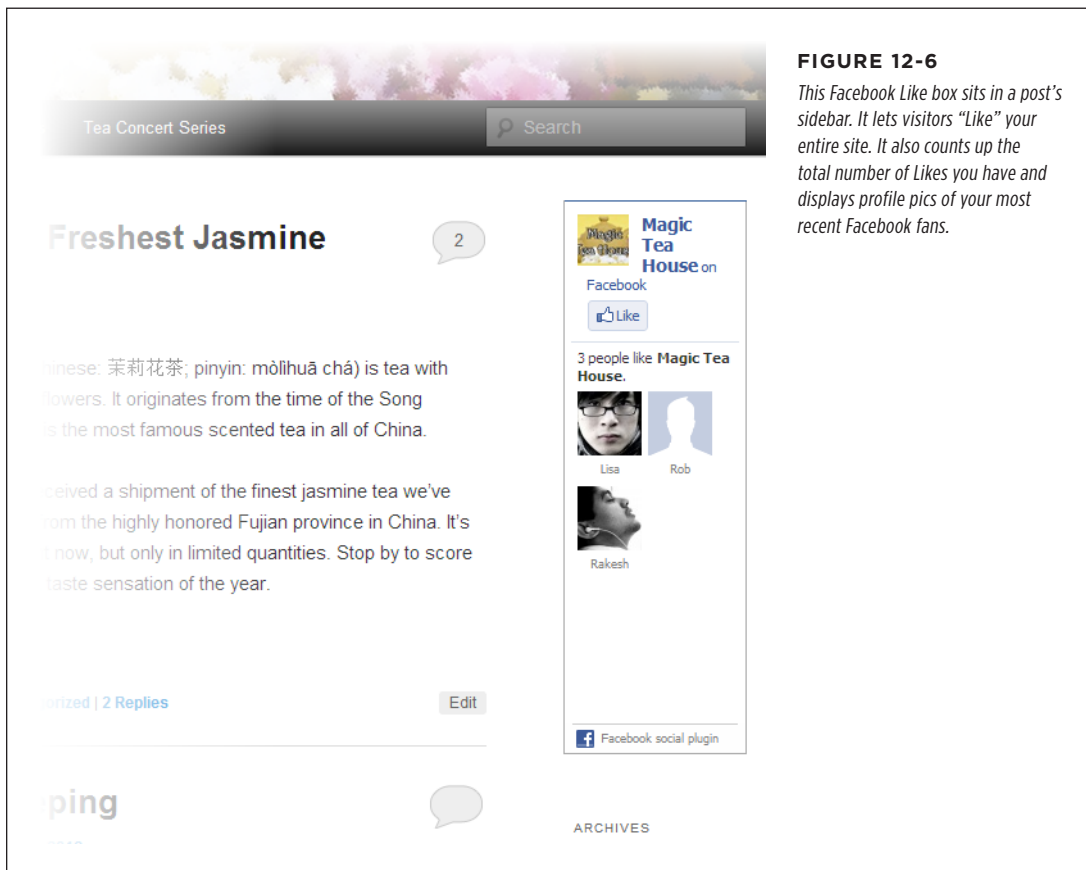 FIGURE 12-6
This Facebook Like box sits in a post's
sidebar. It lets visitors “Like” your
entire site. It also counts up the
total number of Likes you have and
displays profile pics of your most
recent Facebook fans.
Tea Concert Series
Search
Freshest Jasmine
2
hinese: 茉莉花茶; pinyin: mòlìhuā chá) is tea with
lowers. It originates from the time of the Song
is the most famous scented tea in all of China.
ceived a shipment of the finest jasmine tea we've
from the highly honored Fujian province in China. It's
r now, but only in limited quantities. Stop by to score
taste sensation of the year.
orized | 2 Replies
Edit
ping
Magic Tea House
Magic
Tea
House on
Facebook
Like
3 people like Magic Tea
House.
Lisa
Rob
Rakesh
Facebook social plugin
ARCHIVES